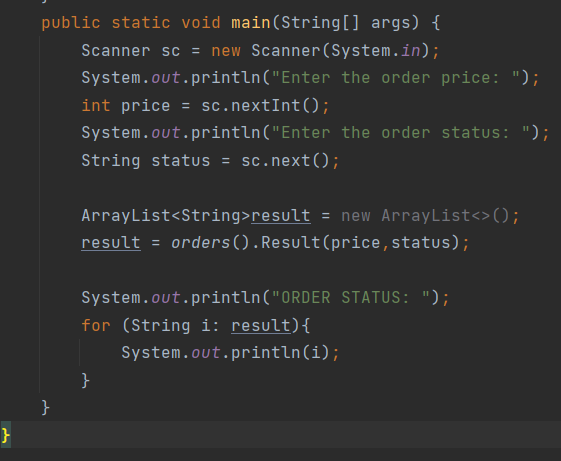 public static void main(String[] args) {
Scanner sc = new Scanner(System.in);
System.out.println("Enter the order price: ");
int price = sc.nextInt();
System.out.println("Enter the order status: ");
String status = sc.next();
ArrayList<String>result = new ArrayList<>();
result = orders().Result(price,status);
System.out.println("ORDER STATUS: ");
for (String i: result){
System.out.println(i);
}
}
}